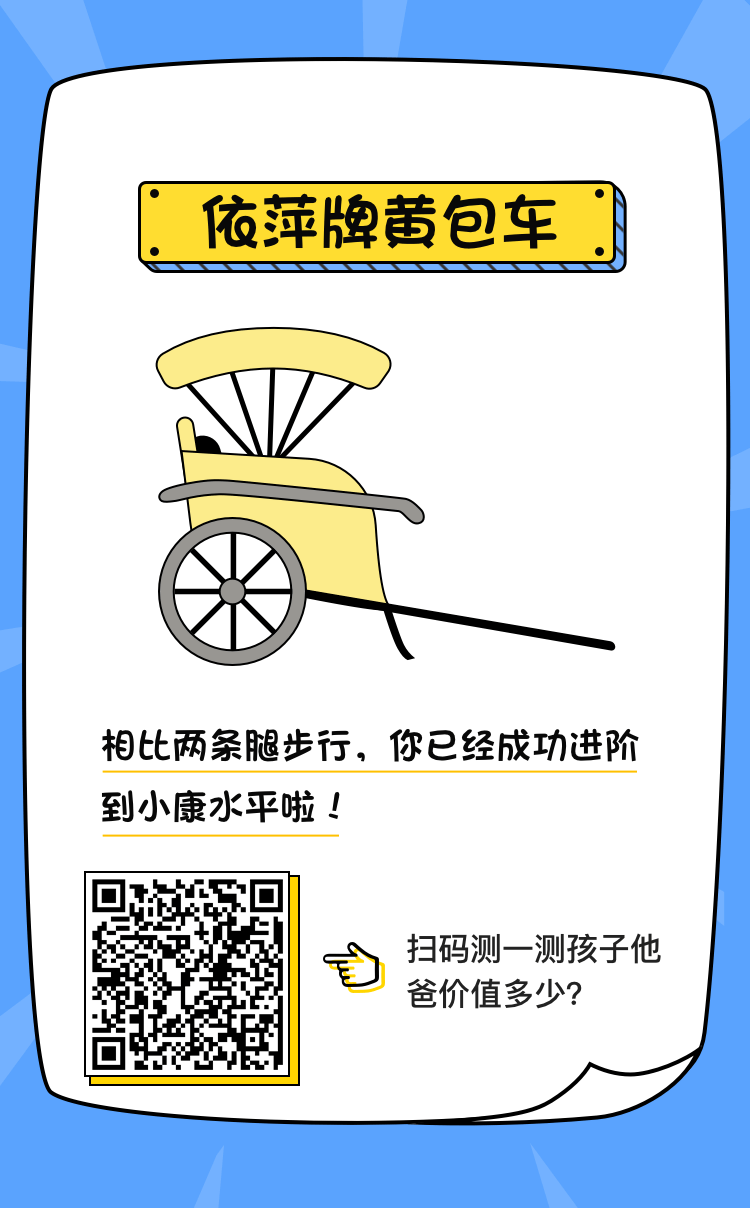 依萍牌黄包车
相比两条腿步行，你已经成功进阶
到小康水平啦！
扫码测一测孩子他
爸价值多少？